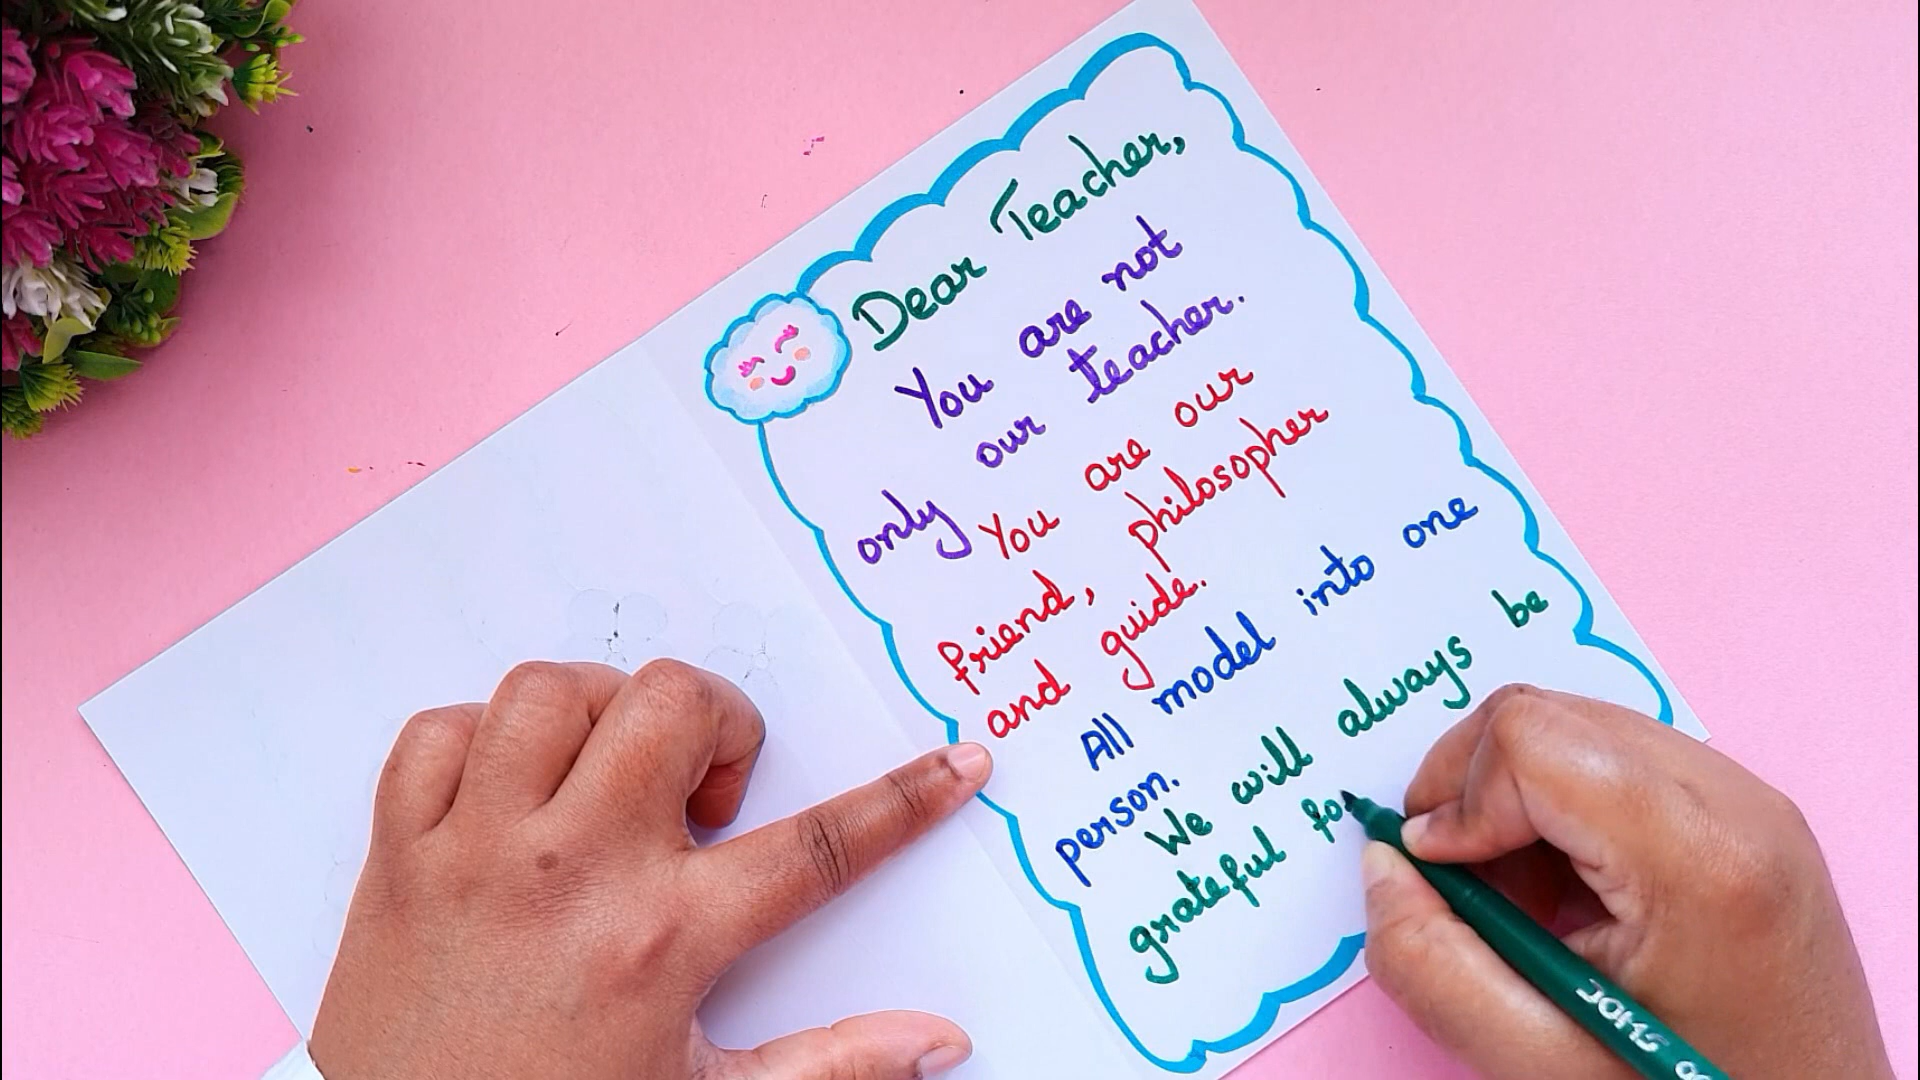 Dear Teacher,
You are not
only our teacher.
You are our
friend, philosopher
and guide.
All model into one
person.
We will always be
grateful fo
DOMS